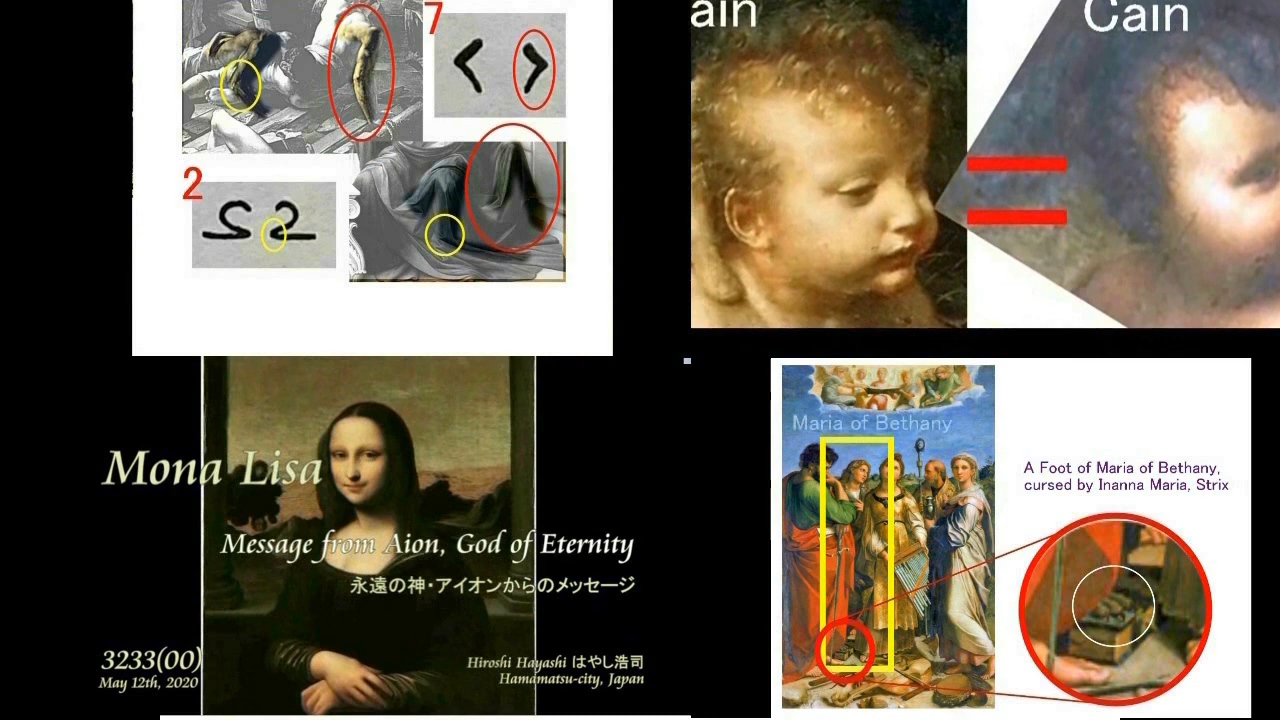 7
2
ain
Cain
Mona Lisa
Message from Aion, God of Eternity
永遠の神・アイオンからのメッセージ
3233(00)
May 12th, 2020
Hiroshi Hayashi はやし浩司
Hamamatsu-city, Japan
Maria of Bethany
A Foot of Maria of Bethany,
cursed by Inanna Maria, Strix